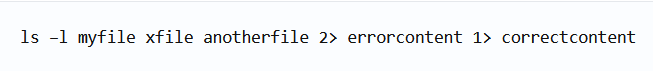 ls –l myfile xfile anotherfile 2> errorcontent 1> correctcontent